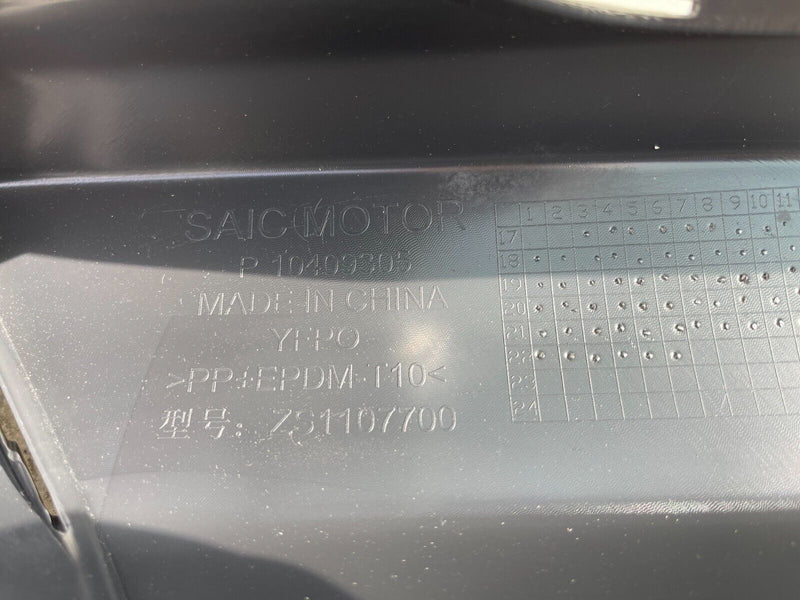 SAIC MOTOR
P 10409305
MADE IN CHINA
YFPO
>PP+EPDM-T10<
型号: ZS1107700
1 2 3 4 5 6 7 8 9 10 11
17
18
19
20
21
22
23
24